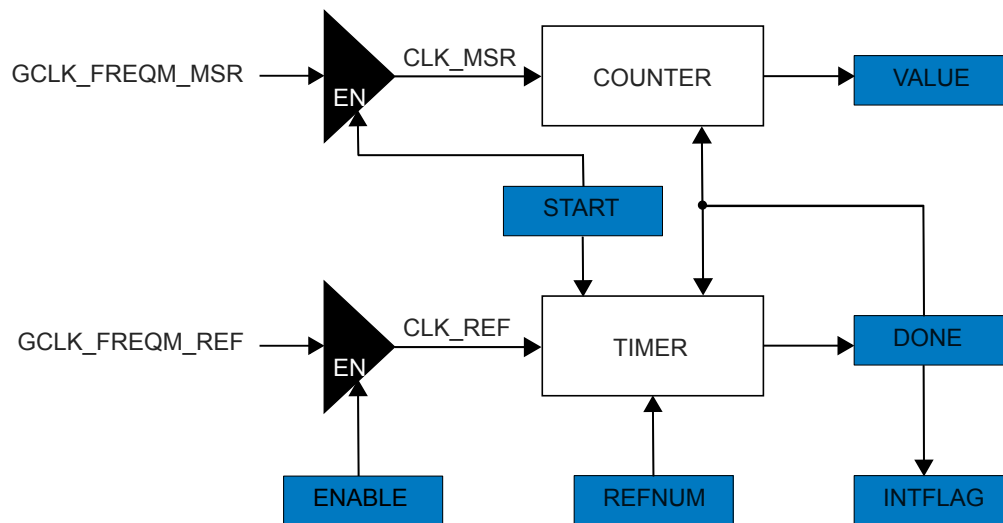 CLK_MSR
GCLK_FREQM_MSR
COUNTER
VALUE
EN
START
CLK_REF
GCLK_FREQM_REF
TIMER
DONE
EN
ENABLE
REFNUM
INTFLAG